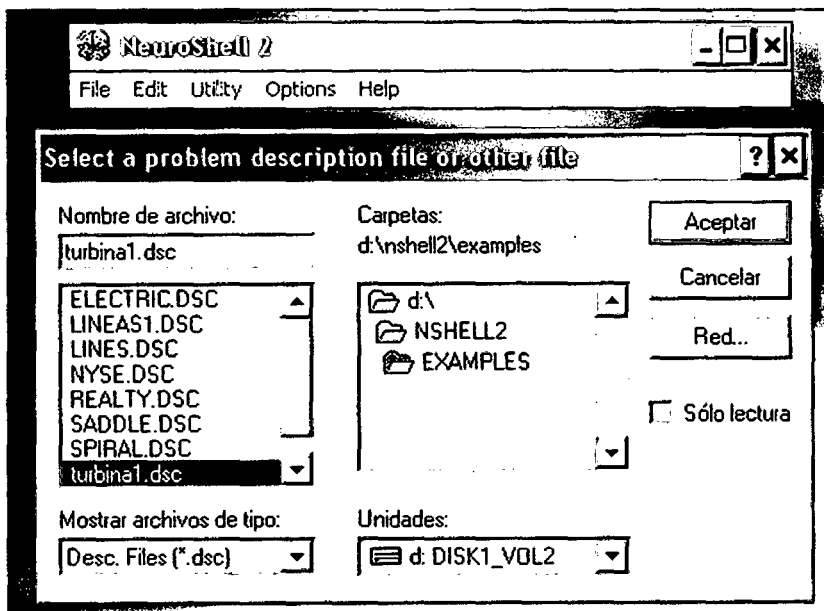 NeuroShell 2
File Edit Utility Options Help
Select a problem description file or other file
Nombre de archivo:
turbina1.dsc
ELECTRIC.DSC
LINEAS1.DSC
LINES.DSC
NYSE.DSC
REALTY.DSC
SADDLE.DSC
SPIRAL.DSC
turbina1.dsc
Mostrar archivos de tipo:
Desc. Files (*.dsc)
Carpetas:
d:\nshell2\examples
d:\
NSHELL2
EXAMPLES
Unidades:
d: DISK1_VOL2
Aceptar
Cancelar
Red...
Sólo lectura